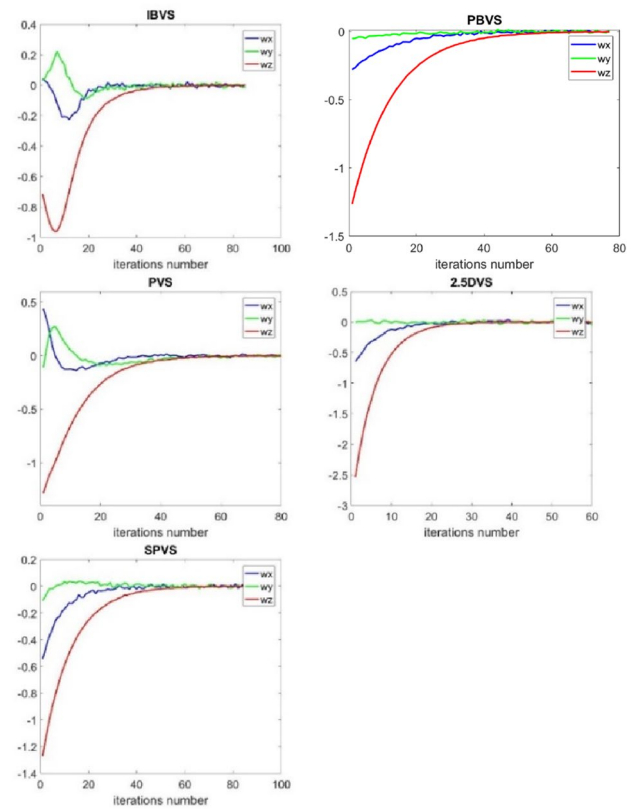 IBVS
0.4
0.2
0
-0.2
-0.4
-0.6
-0.8
-1
wx
wy
wz
0
20
40
60
80
100
iterations number
PBVS
0
-0.5
-1
-1.5
wx
wy
wz
0
20
40
60
80
iterations number
PVS
0.5
0
-0.5
-1
wx
wy
wz
0
20
40
60
80
iterations number
2.5DVS
0.5
0
-0.5
-1
-1.5
-2
-2.5
-3
wx
wy
wz
0
10
20
30
40
50
60
iterations number
SPVS
0.2
0
-0.2
-0.4
-0.6
-0.8
-1
-1.2
-1.4
wx
wy
wz
0
20
40
60
80
100
iterations number